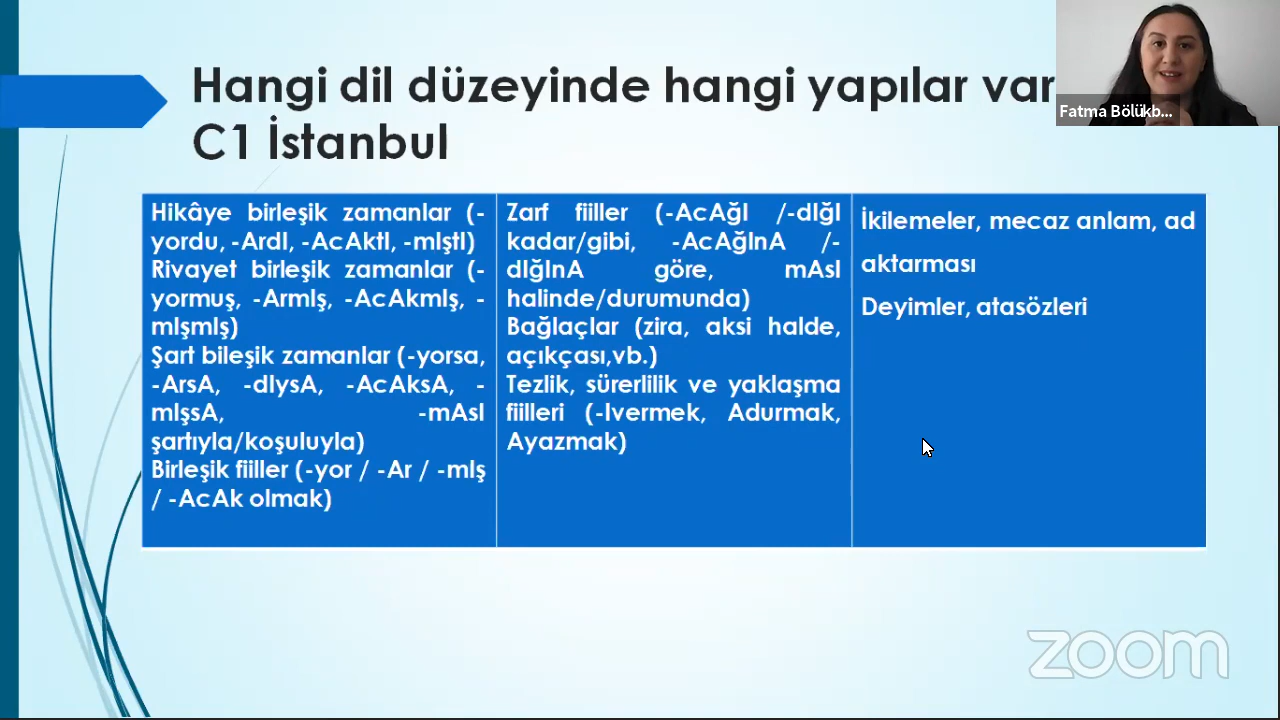 Hangi dil düzeyinde hangi yapılar var
C1 İstanbul
Fatma Bölükb...
Hikâye birleşik zamanlar (-
yordu, -ArdI, -AcAktI, -mIştI)
Rivayet birleşik zamanlar (-
yormuş, -ArmIş, -AcAkmIş, -
mIşmIş)
Şart bileşik zamanlar (-yorsa,
-ArsA, -dIysA, -AcAksA, -
mIşsA, -mAsI
şartıyla/koşuluyla)
Birleşik fiiller (-yor / -Ar / -mIş
/ -AcAk olmak)
Zarf fiiller (-AcAğI /-dIğI
kadar/gibi, -AcAğInA /-
dIğInA göre, mAsI
halinde/durumunda)
Bağlaçlar (zira, aksi halde,
açıkçası,vb.)
Tezlik, sürerlilik ve yaklaşma
fiilleri (-Ivermek, Adurmak,
Ayazmak)
İkilemeler, mecaz anlam, ad
aktarması
Deyimler, atasözleri
zoom